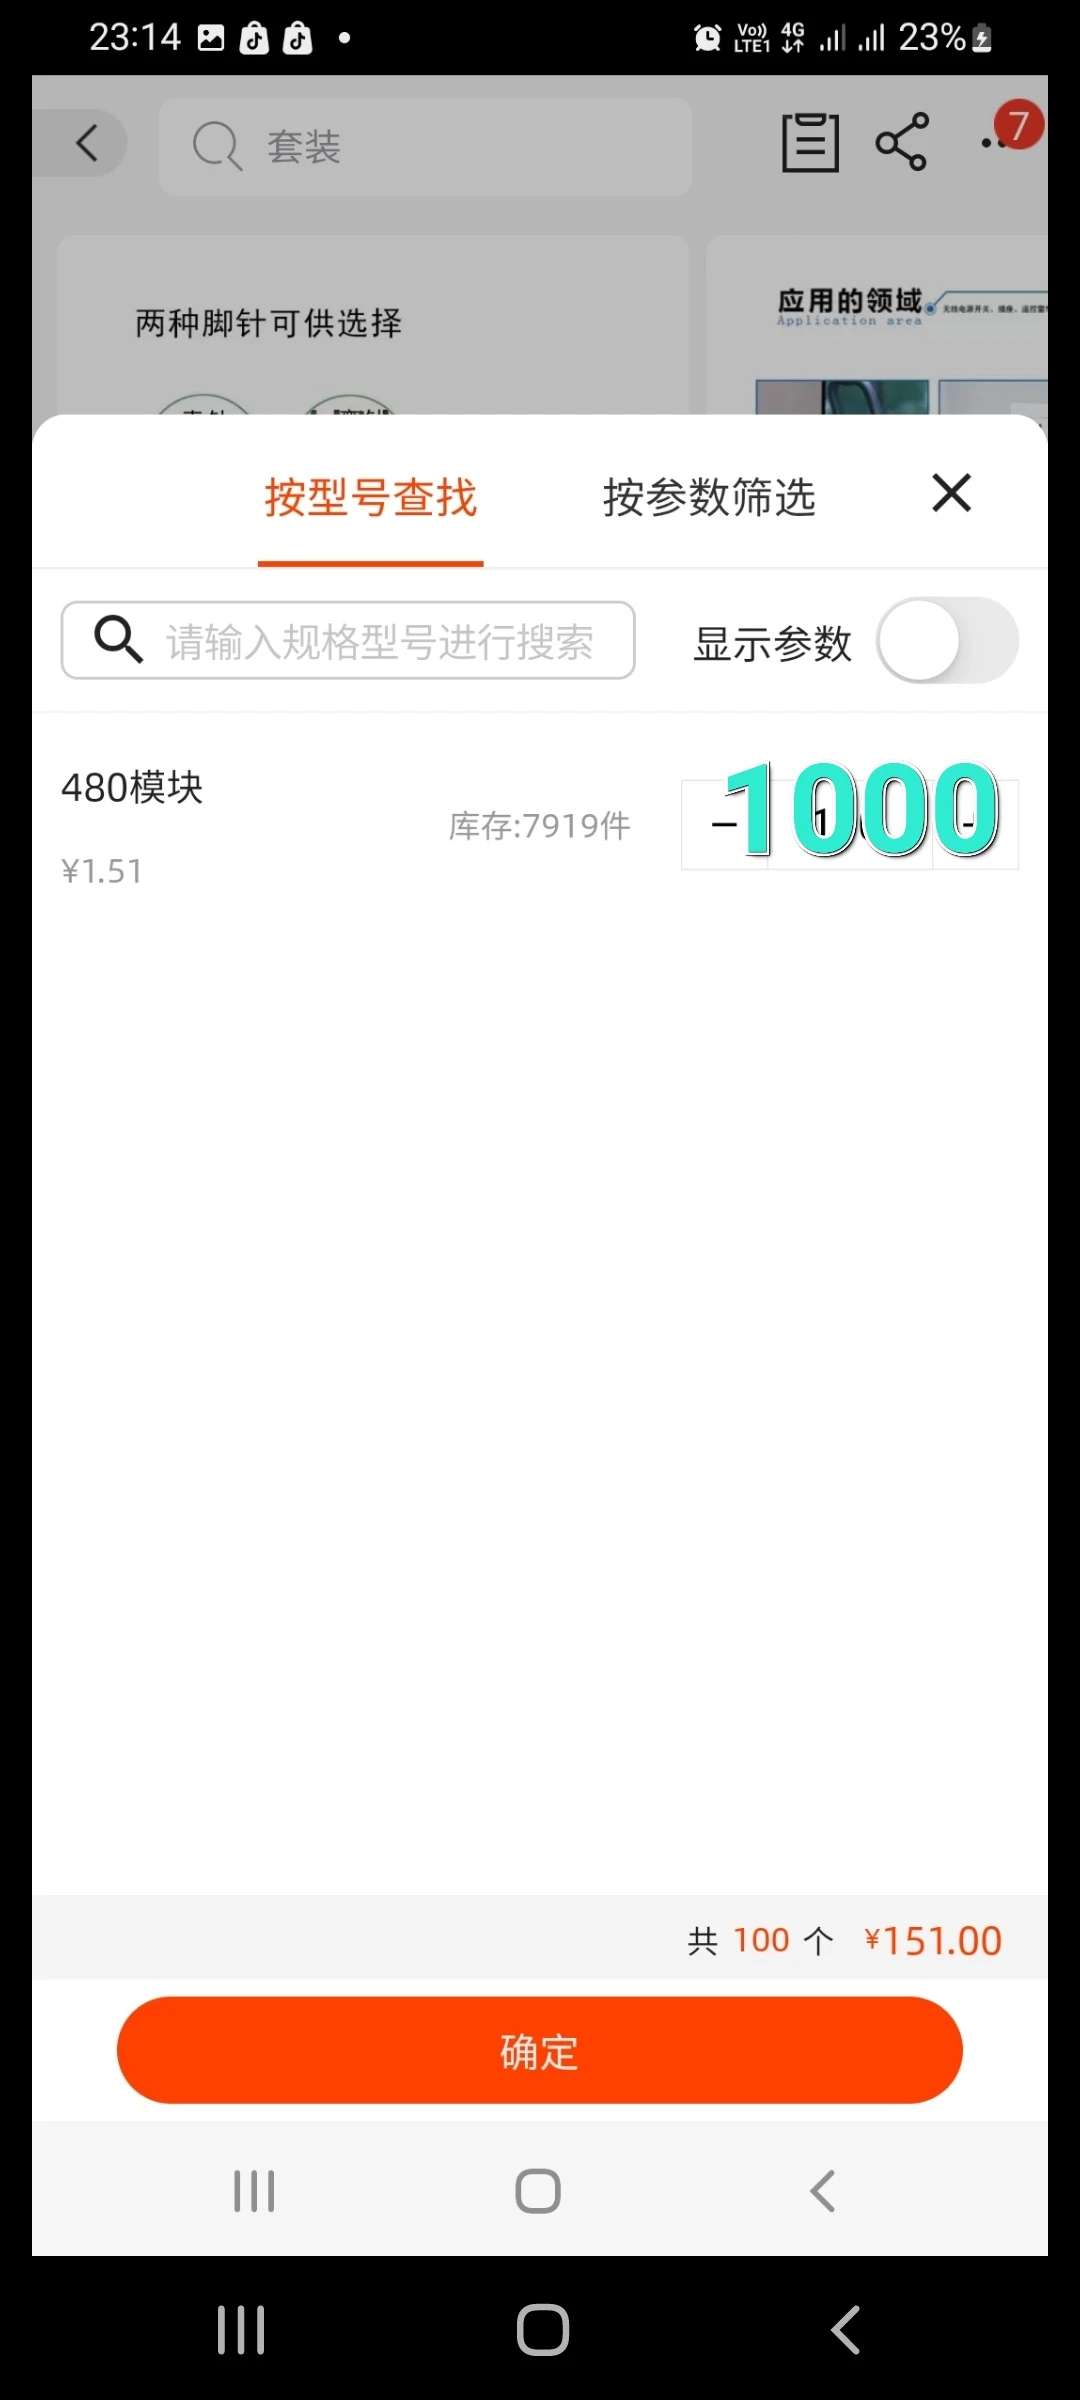 23:14
Vo)) LTE1 4G 23%
套装
7
两种脚针可供选择
应用的领域
Application area
按型号查找 按参数筛选
请输入规格型号进行搜索 显示参数
480模块
¥1.51
库存:7919件
1000
共 100 个 ¥151.00
确定